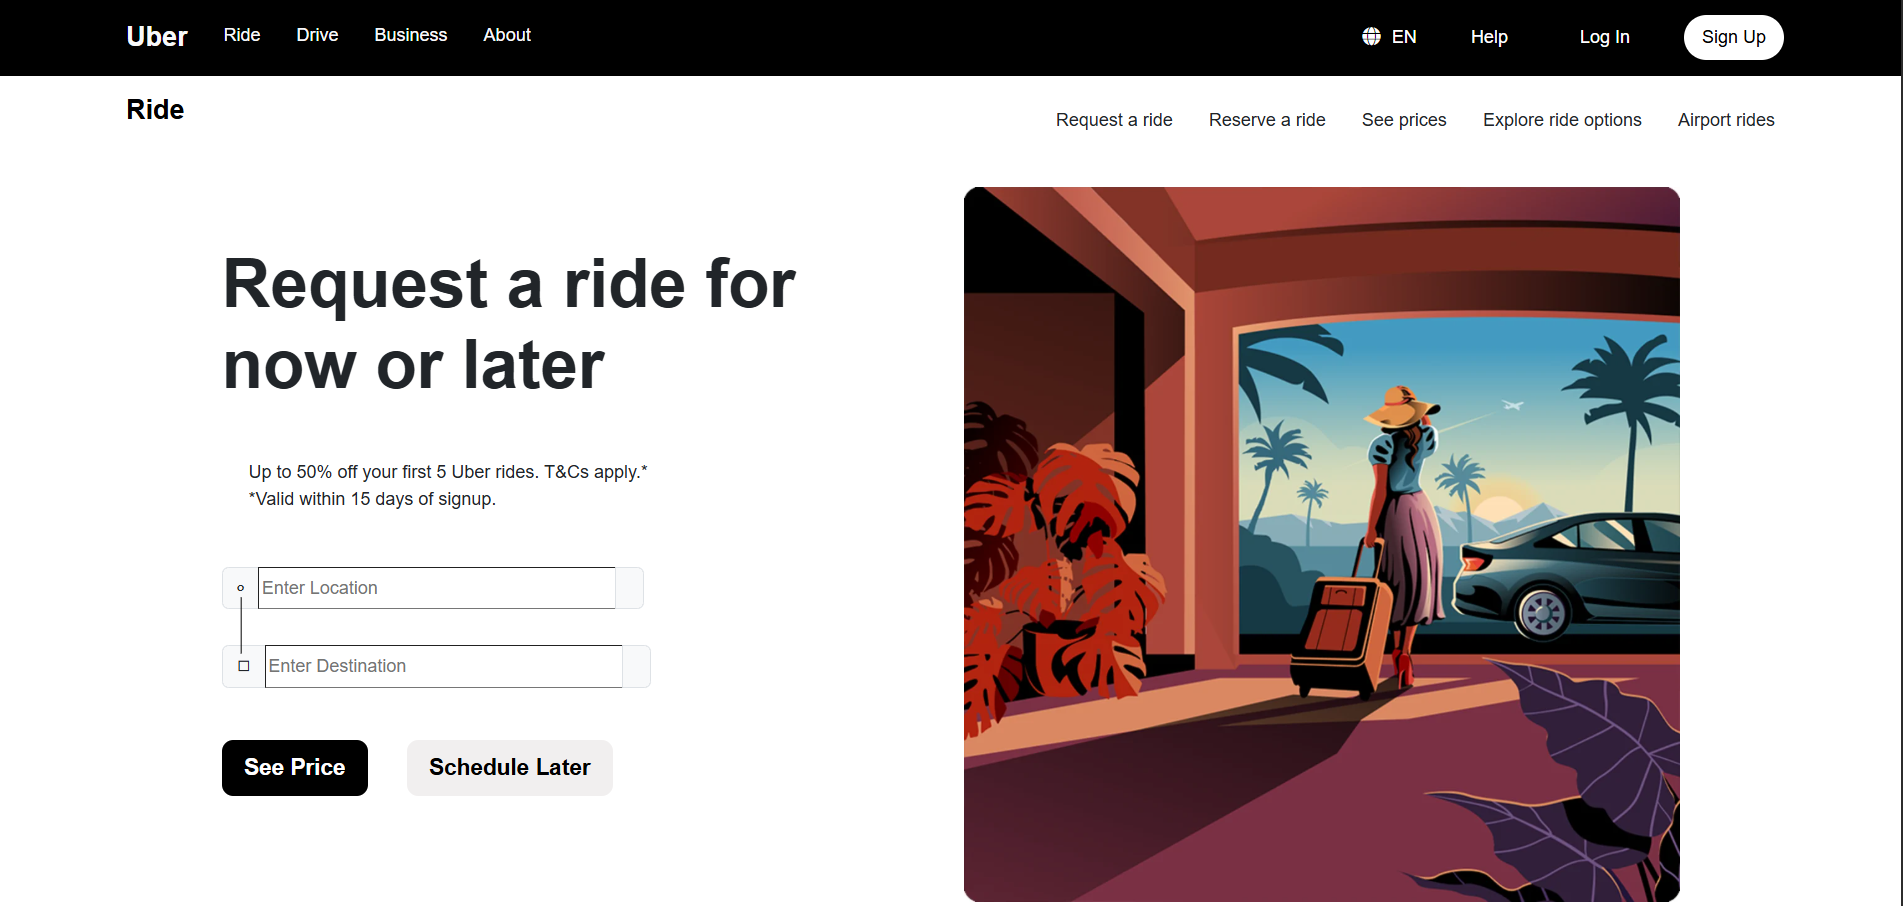 Uber Ride Drive Business About EN Help Log In Sign Up
Ride Request a ride Reserve a ride See prices Explore ride options Airport rides
Request a ride for
now or later
Up to 50% off your first 5 Uber rides. T&Cs apply.*
*Valid within 15 days of signup.
Enter Location
Enter Destination
See Price Schedule Later